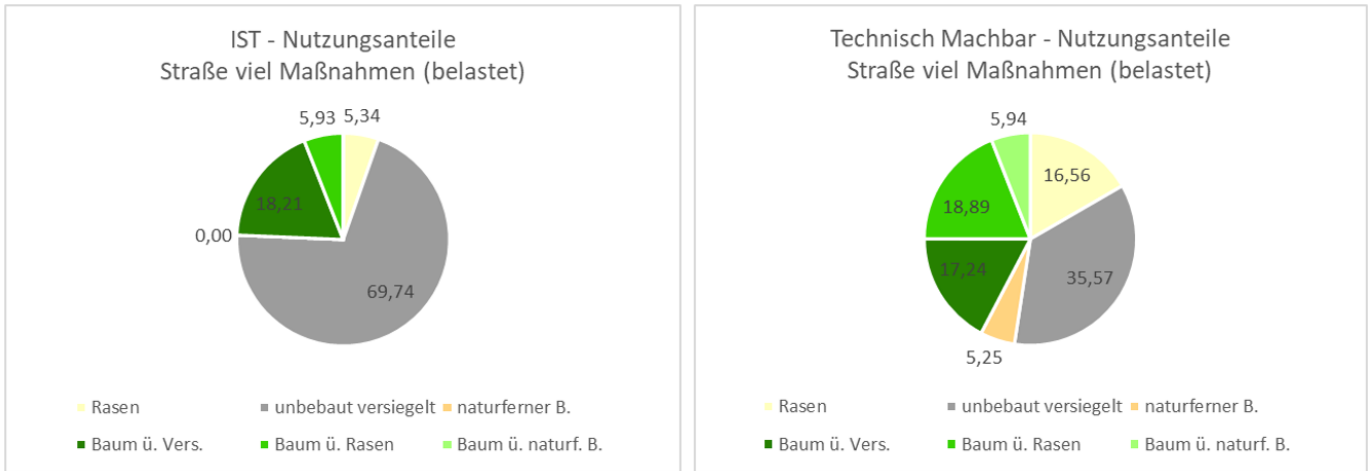 IST - Nutzungsanteile
Straße viel Maßnahmen (belastet)
5,93 5,34
18,21
0,00
69,74
Rasen unbebaut versiegelt naturferner B.
Baum ü. Vers. Baum ü. Rasen Baum ü. naturf. B.
Technisch Machbar - Nutzungsanteile
Straße viel Maßnahmen (belastet)
5,94
16,56
18,89
17,24
35,57
5,25
Rasen unbebaut versiegelt naturferner B.
Baum ü. Vers. Baum ü. Rasen Baum ü. naturf. B.